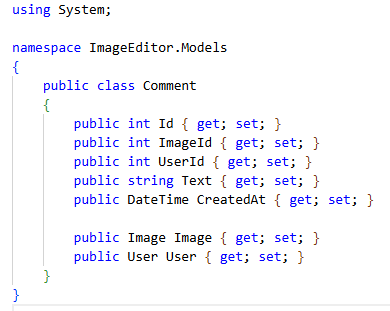 using System;

namespace ImageEditor.Models
{
    public class Comment
    {
        public int Id { get; set; }
        public int ImageId { get; set; }
        public int UserId { get; set; }
        public string Text { get; set; }
        public DateTime CreatedAt { get; set; }

        public Image Image { get; set; }
        public User User { get; set; }
    }
}